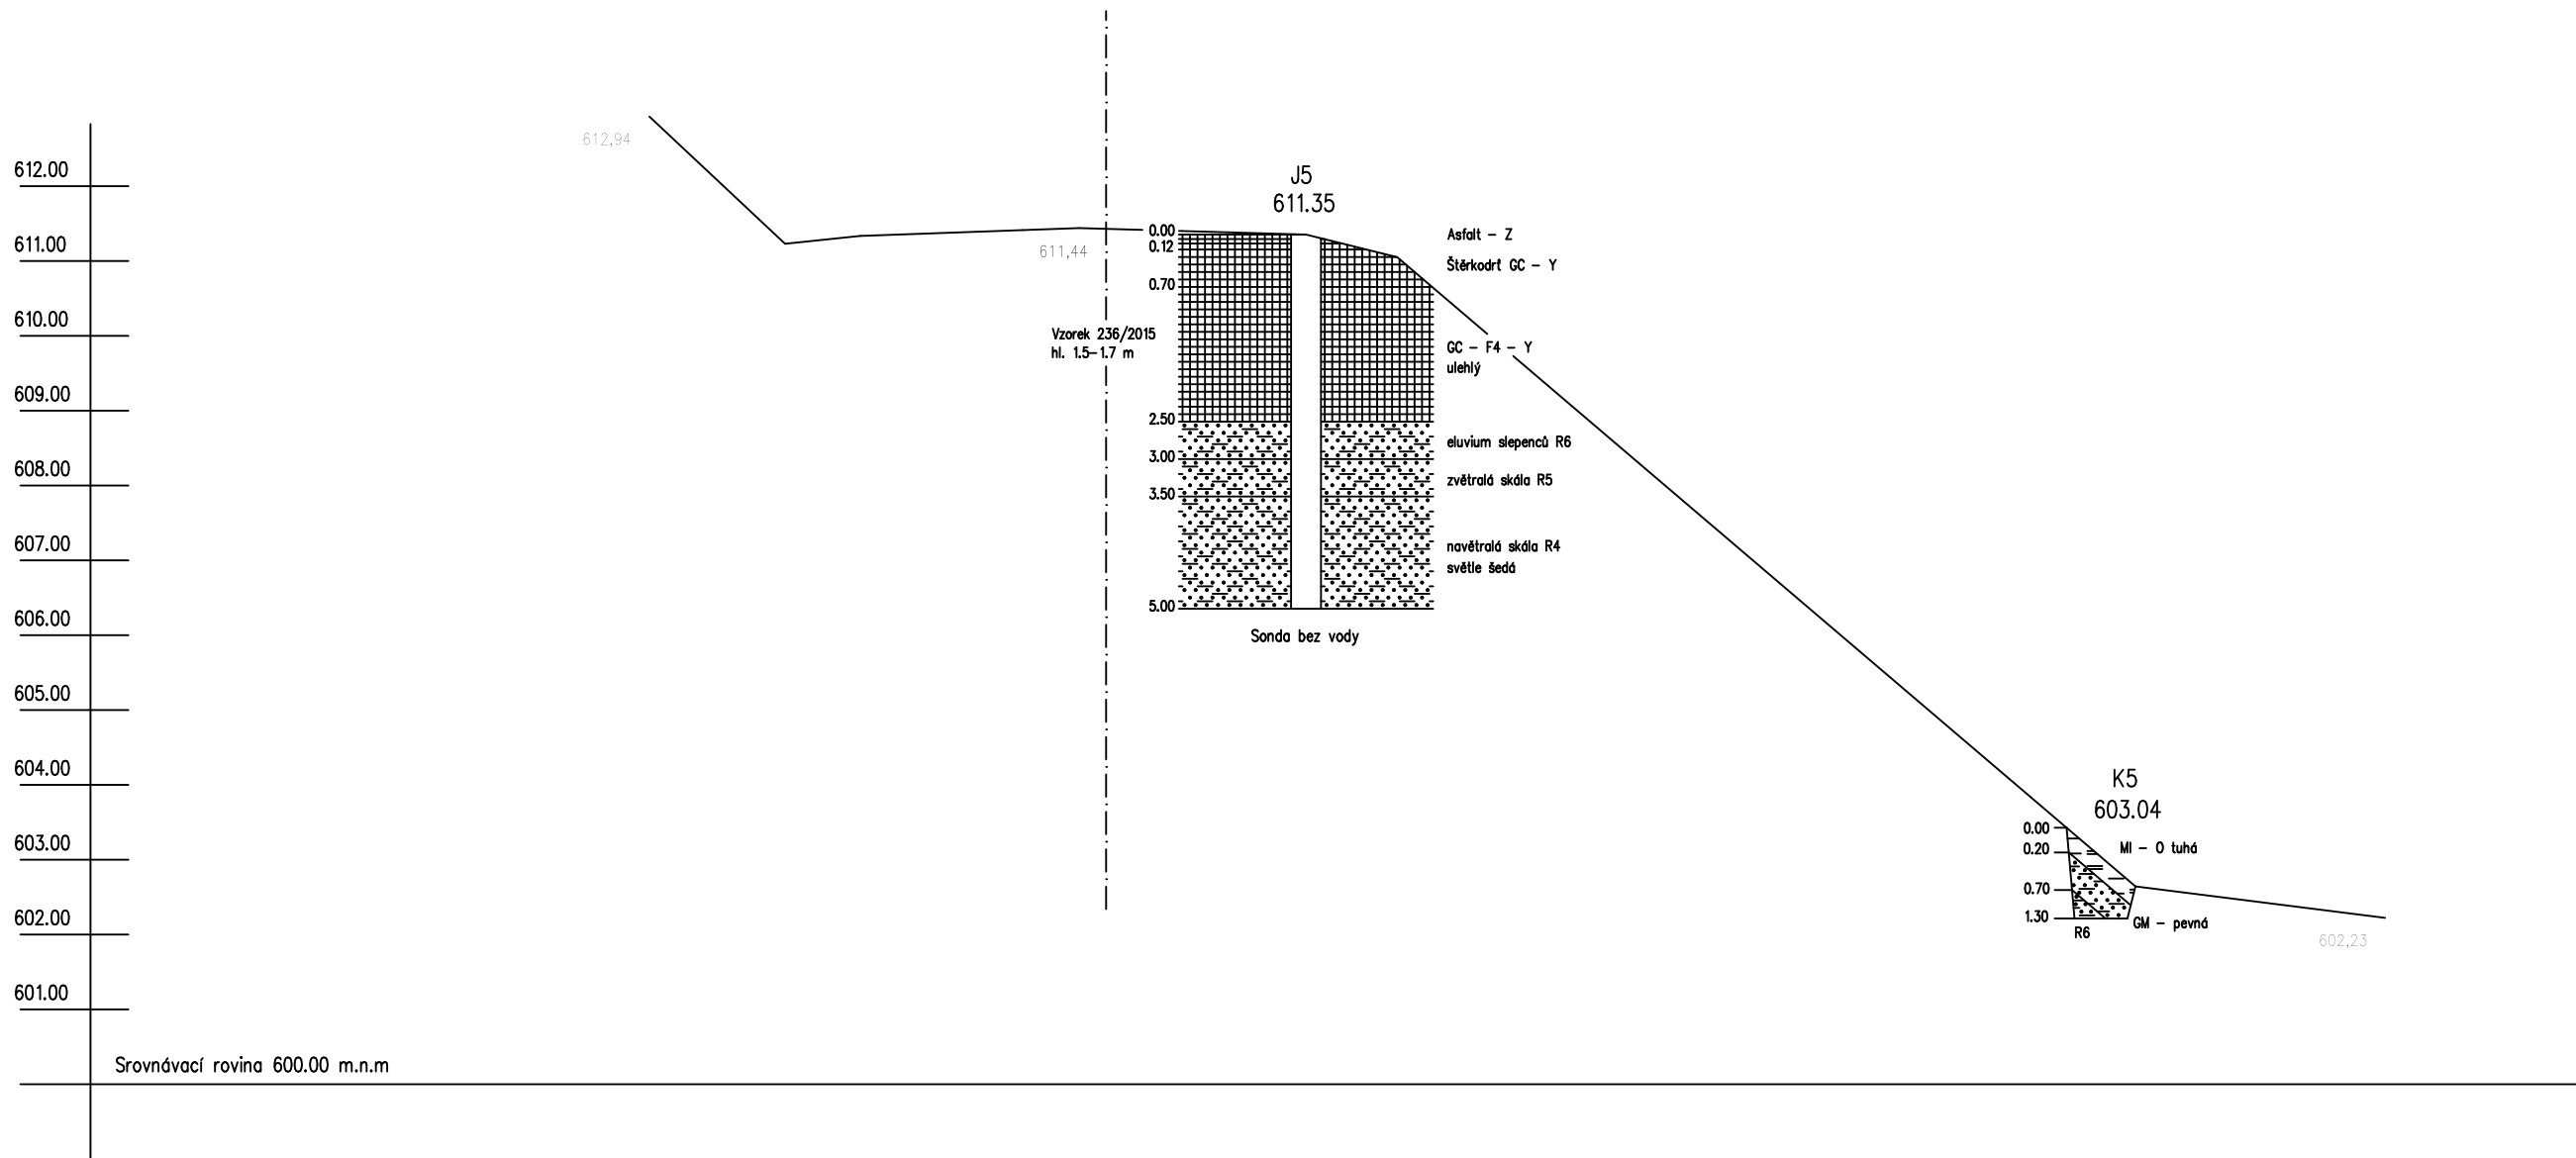 612,94
612.00
J5
611.35
0.00
Asfalt - Z
611.00
611,44
0.12
Štěrkodrť GC - Y
0.70
610.00
Vzorek 236/2015
hl. 1.5-1.7 m
GC - F4 - Y
ulehlý
609.00
2.50
eluvium slepenců R6
3.00
608.00
zvětralá skála R5
3.50
607.00
navětralá skála R4
světle šedá
5.00
606.00
Sonda bez vody
605.00
604.00
K5
603.04
0.00
603.00
0.20
MI - O tuhá
0.70
602.00
1.30
GM - pevná
R6
602,23
601.00
Srovnávací rovina 600.00 m.n.m